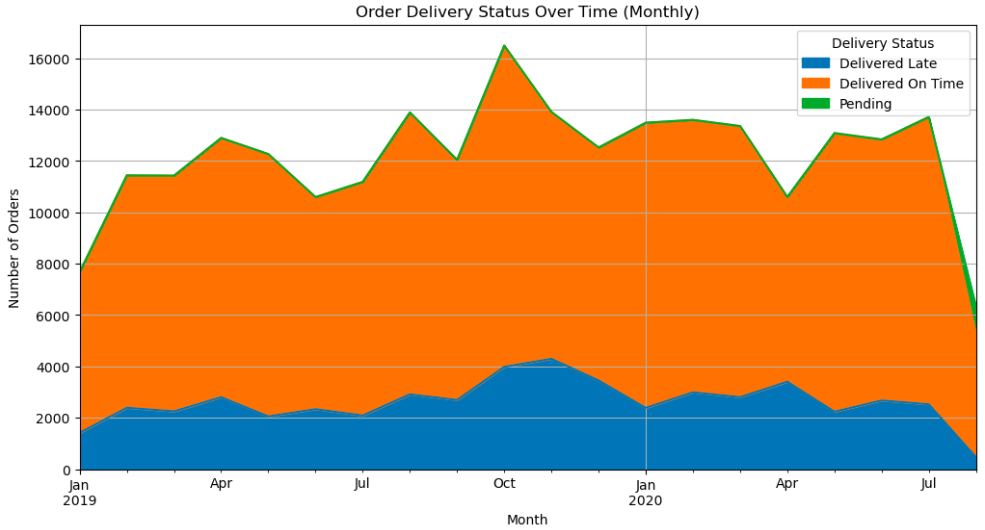 Order Delivery Status Over Time (Monthly)
Delivery Status
Delivered Late
Delivered On Time
Pending
Number of Orders
16000
14000
12000
10000
8000
6000
4000
2000
0
Jan Apr Jul Oct Jan Apr Jul
2019 2020
Month